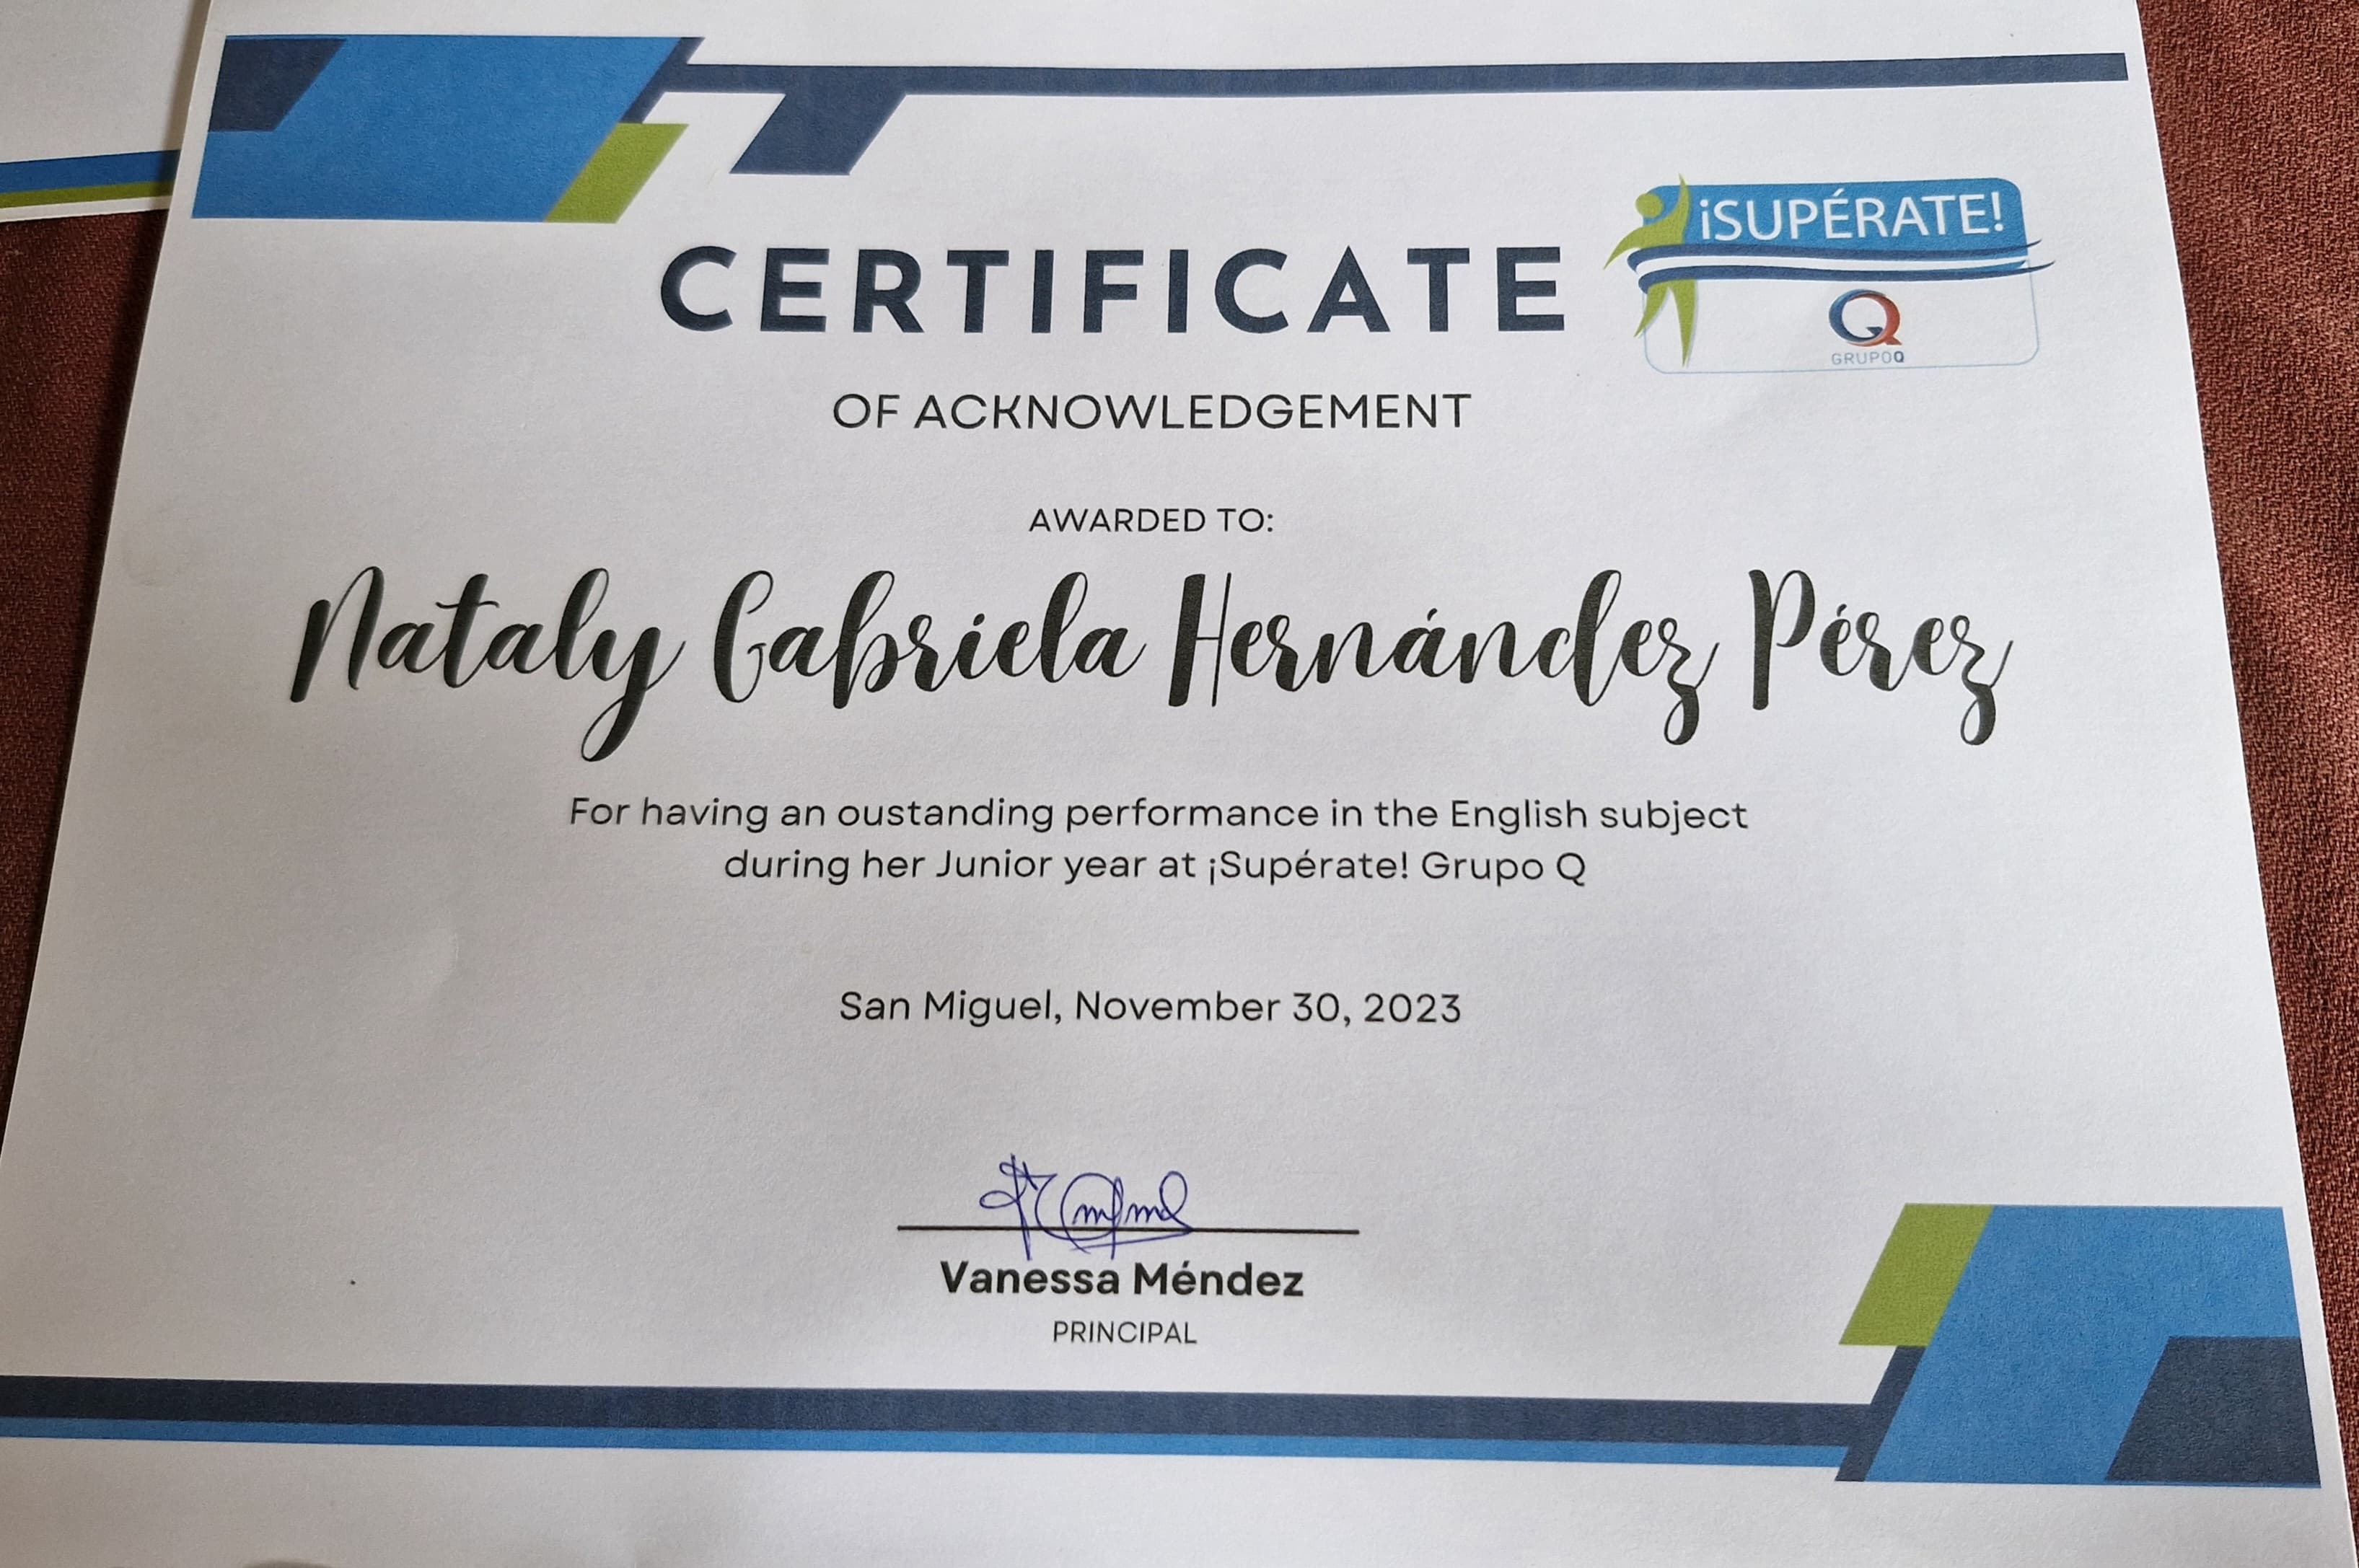 ¡SUPÉRATE!
GRUPO Q
CERTIFICATE
OF ACKNOWLEDGEMENT
AWARDED TO:
Nataly Gabriela Hernández Pérez
For having an oustanding performance in the English subject
during her Junior year at ¡Supérate! Grupo Q
San Miguel, November 30, 2023
Vanessa Méndez
PRINCIPAL